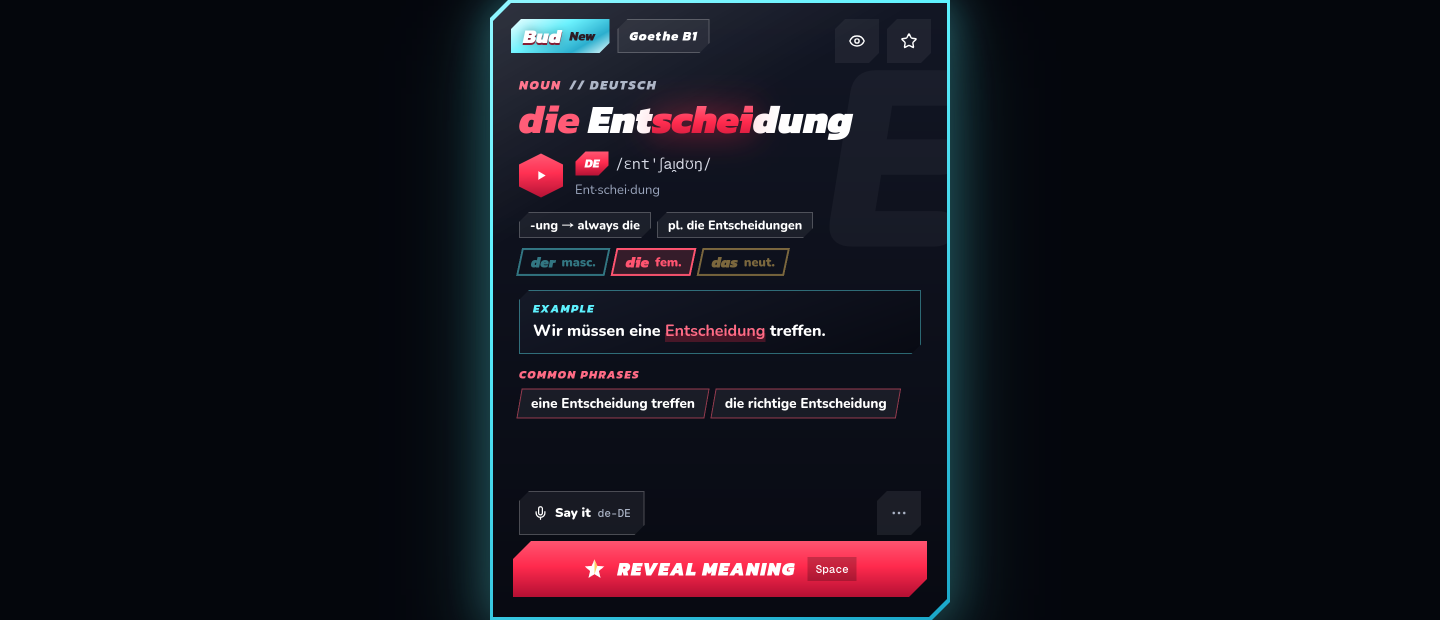 Bud New Goethe B1
NOUN // DEUTSCH
die Entscheidung
DE /ɛntˈʃaɪ̯dʊŋ/
Ent·schei·dung
-ung → always die pl. die Entscheidungen
der masc. die fem. das neut.
EXAMPLE
Wir müssen eine Entscheidung treffen.
COMMON PHRASES
eine Entscheidung treffen die richtige Entscheidung
Say it de-DE
REVEAL MEANING Space